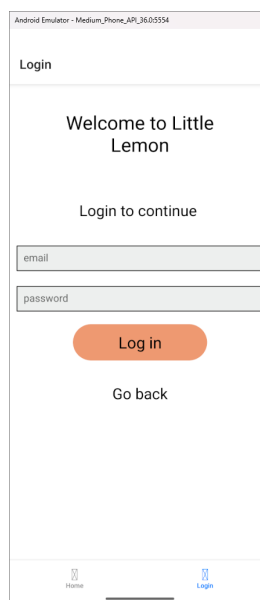 Android Emulator - Medium_Phone_API_36.0:5554
Login
Welcome to Little
Lemon
Login to continue
email
password
Log in
Go back
Home
Login